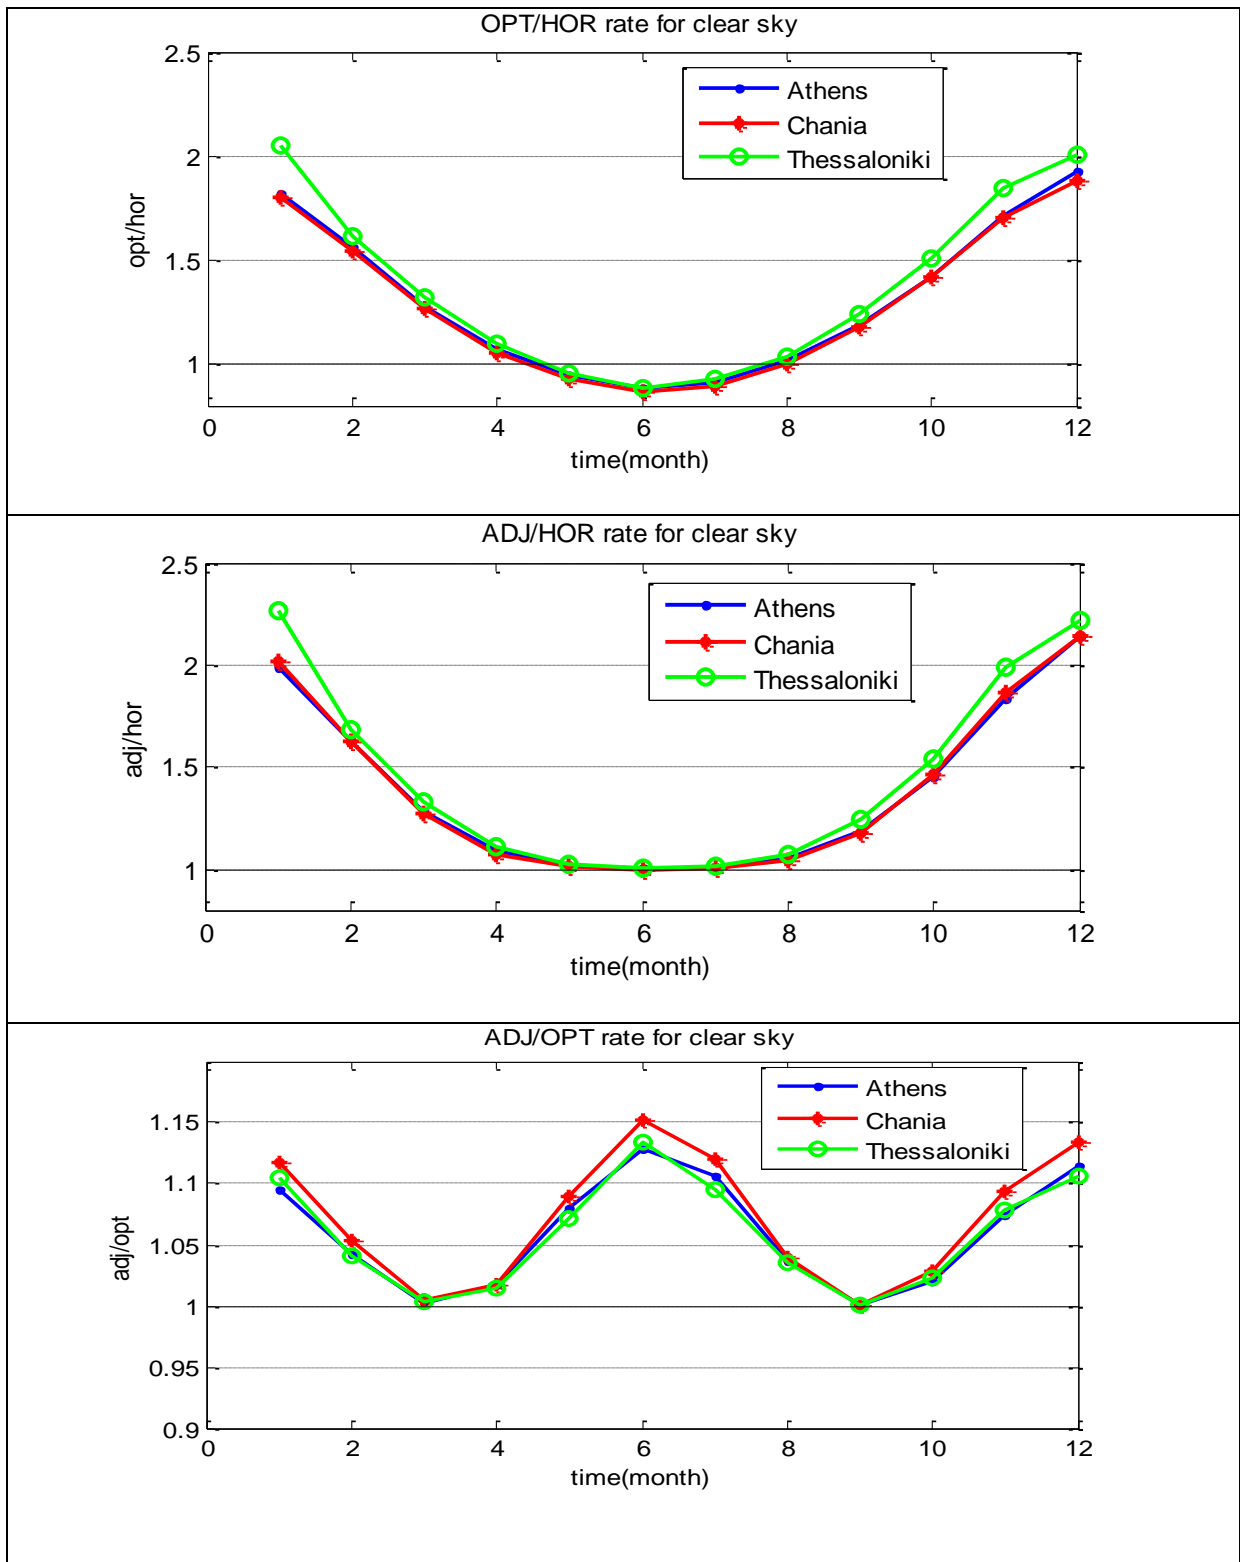 OPT/HOR rate for clear sky
2.5
Athens
Chania
Thessaloniki
2
1.5
1
opt/hor
0 2 4 6 8 10 12
time(month)
ADJ/HOR rate for clear sky
2.5
Athens
Chania
Thessaloniki
2
1.5
1
adj/hor
0 2 4 6 8 10 12
time(month)
ADJ/OPT rate for clear sky
Athens
Chania
Thessaloniki
1.15
1.1
1.05
1
0.95
0.9
adj/opt
0 2 4 6 8 10 12
time(month)